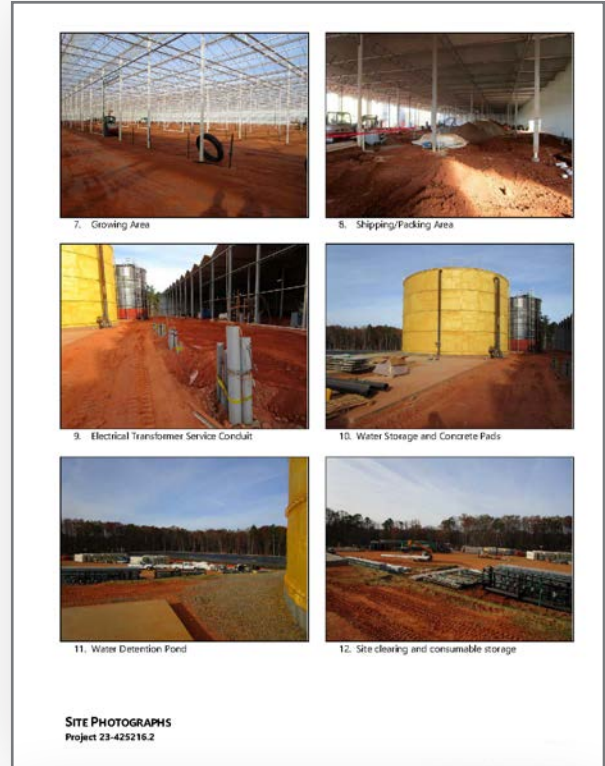 7. Growing Area
8. Shipping/Packing Area
9. Electrical Transformer Service Conduit
10. Water Storage and Concrete Pads
11. Water Detention Pond
12. Site clearing and consumable storage
SITE PHOTOGRAPHS
Project 23-425216.2